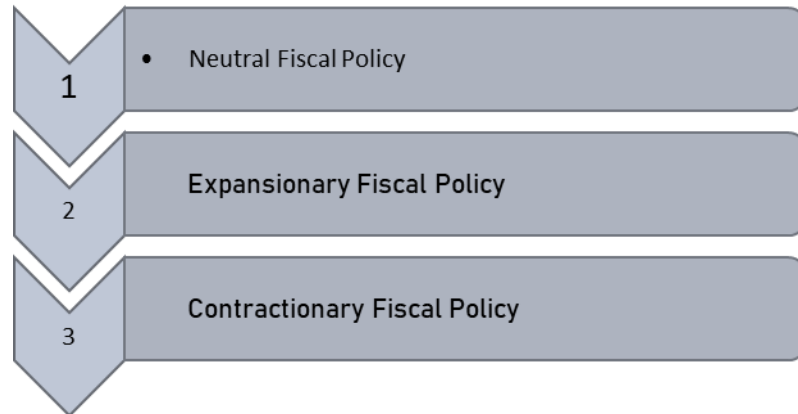 1
• Neutral Fiscal Policy
2
Expansionary Fiscal Policy
3
Contractionary Fiscal Policy